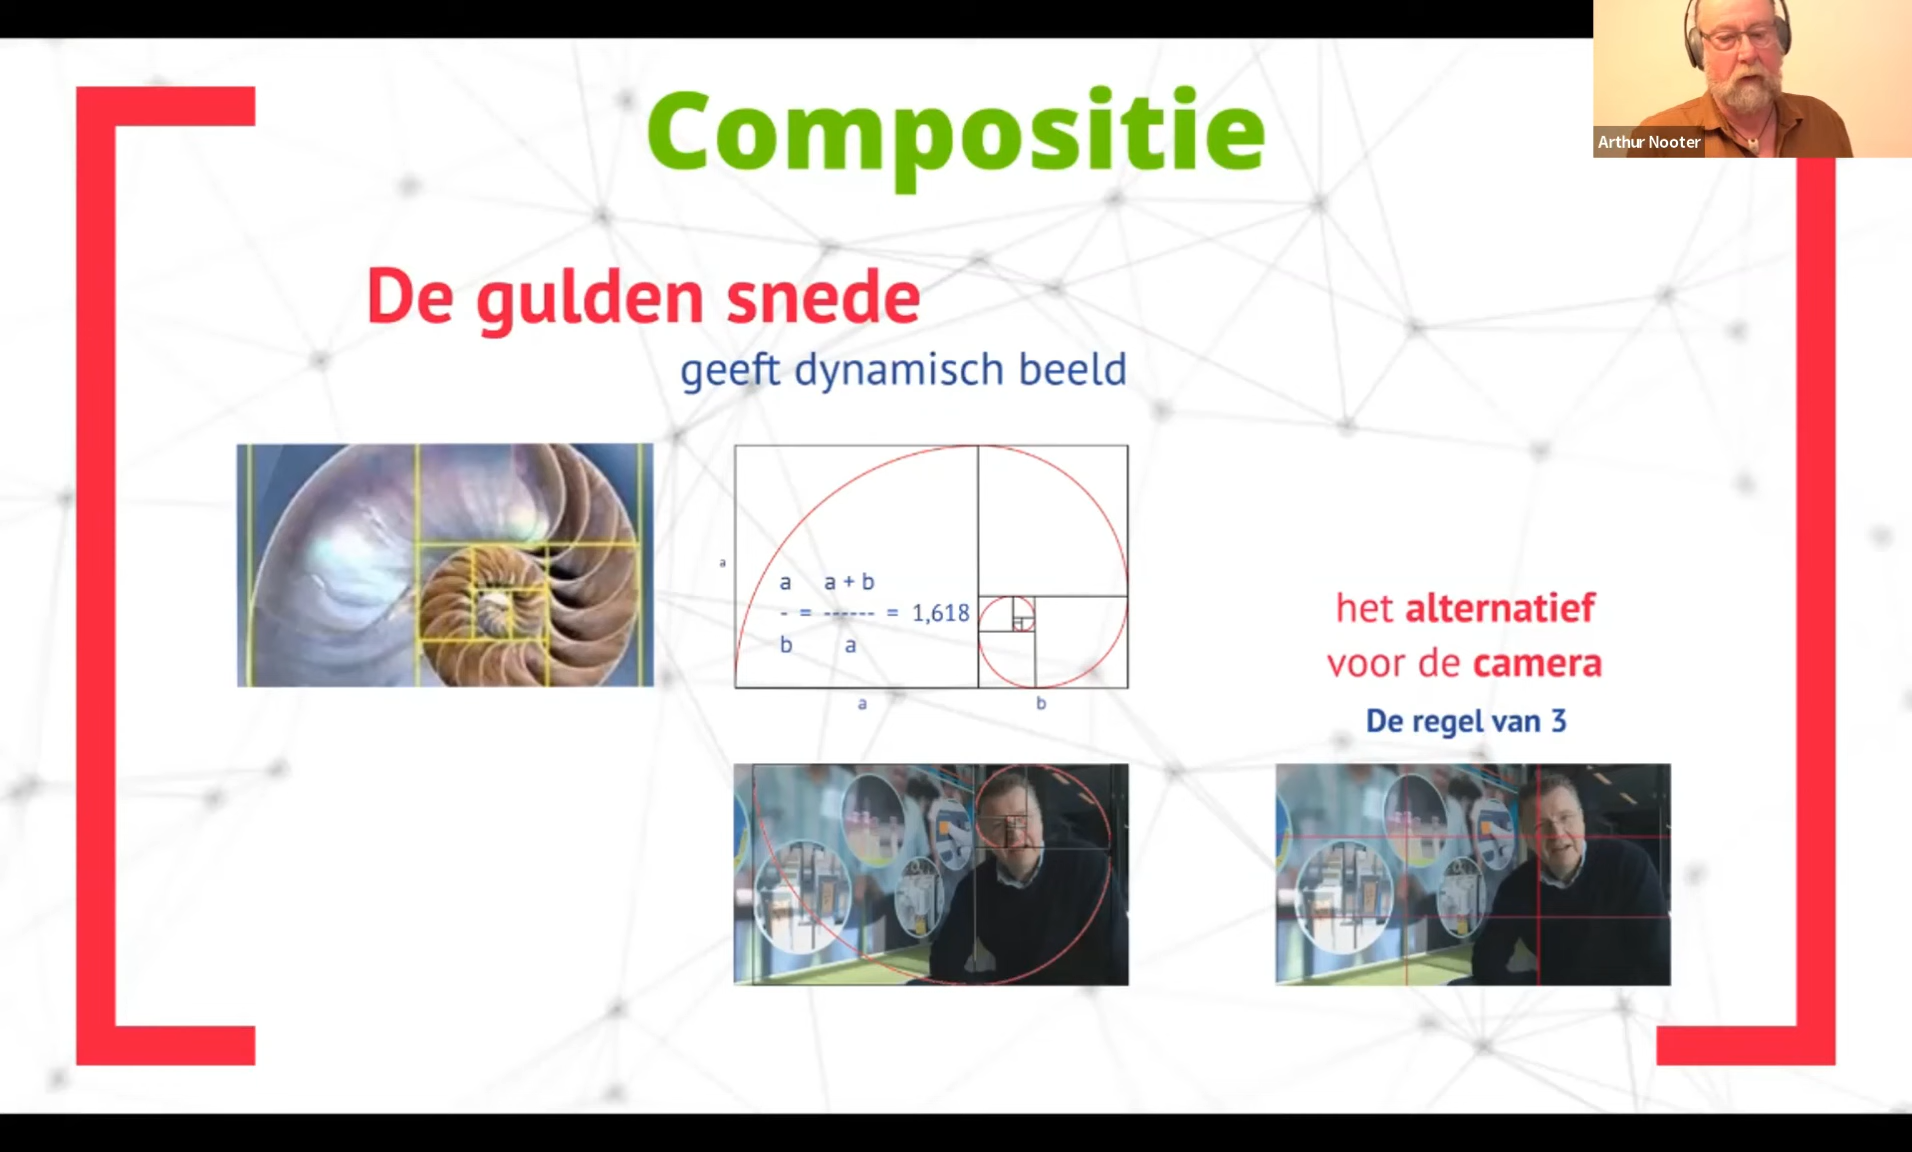 Compositie
Arthur Nooter
De gulden snede
geeft dynamisch beeld
a
a a + b
- = ------ = 1,618
b a
a b
het alternatief
voor de camera
De regel van 3